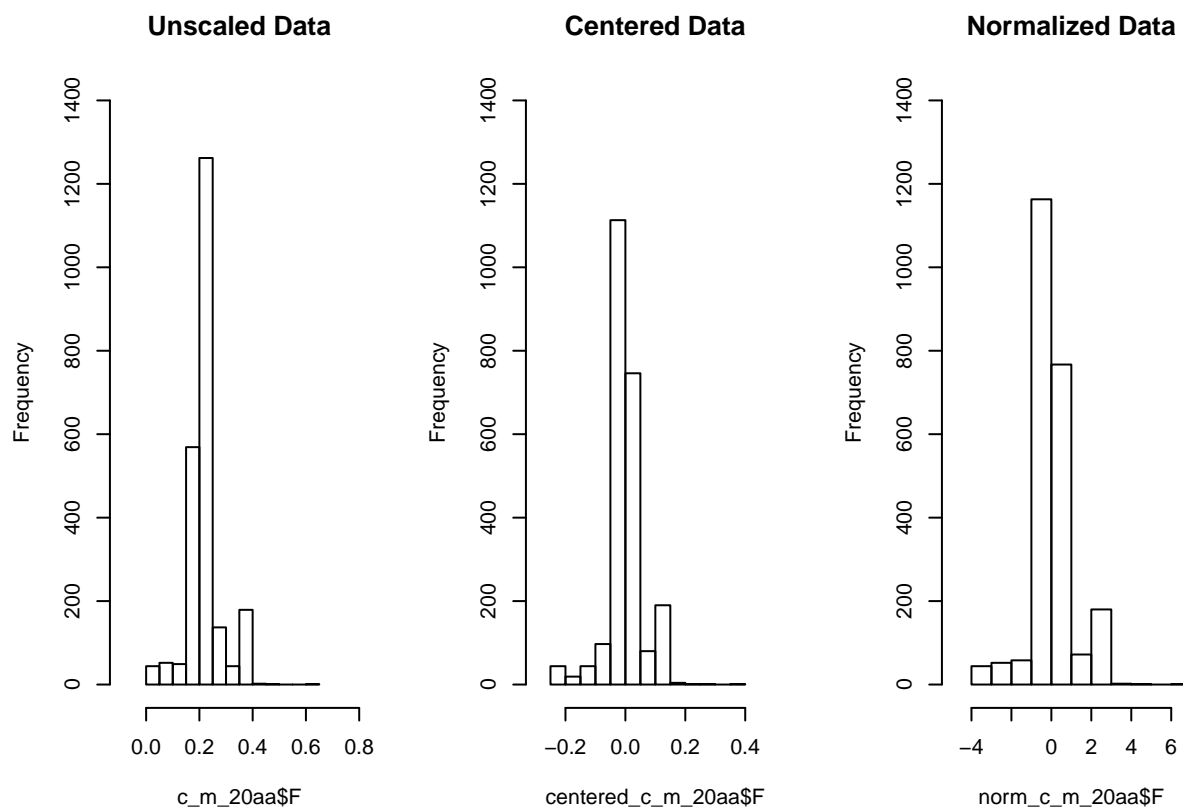 Unscaled Data
Frequency
0 200 400 600 800 1000 1200 1400
0.0 0.2 0.4 0.6 0.8
c_m_20aa$F
Centered Data
Frequency
0 200 400 600 800 1000 1200 1400
−0.2 0.0 0.2 0.4
centered_c_m_20aa$F
Normalized Data
Frequency
0 200 400 600 800 1000 1200 1400
−4 0 2 4 6
norm_c_m_20aa$F